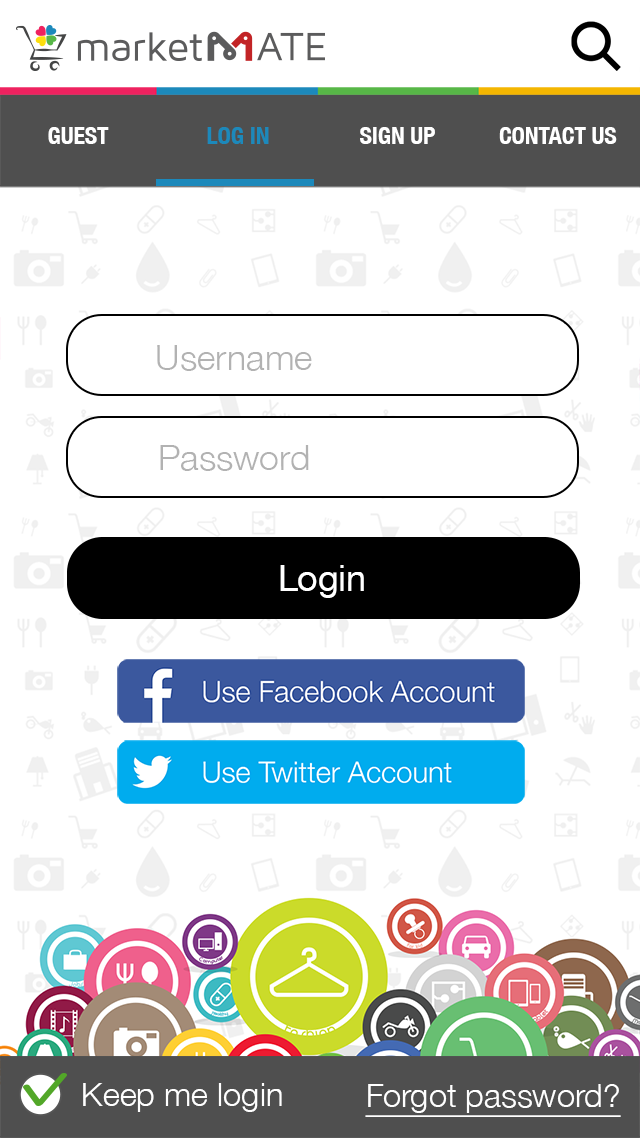 marketMATE
GUEST LOG IN SIGN UP CONTACT US
Username
Password
Login
Use Facebook Account
Use Twitter Account
Keep me login Forgot password?